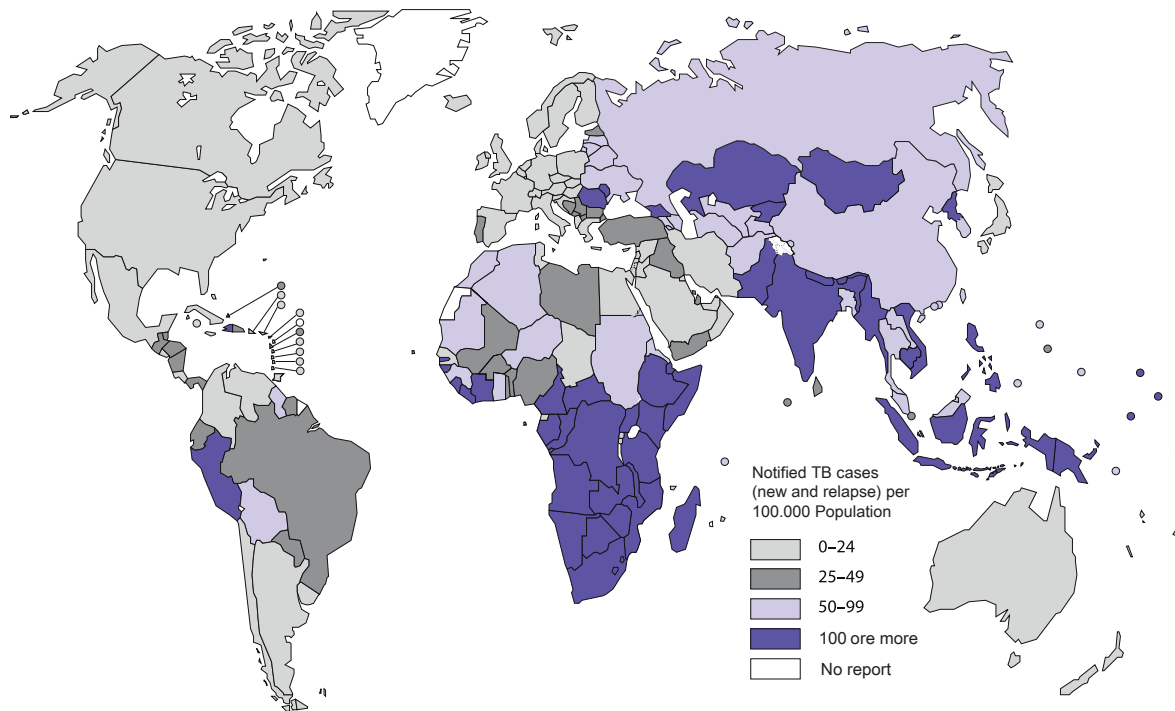 Notified TB cases
(new and relapse) per
100.000 Population
0–24
25–49
50–99
100 ore more
No report